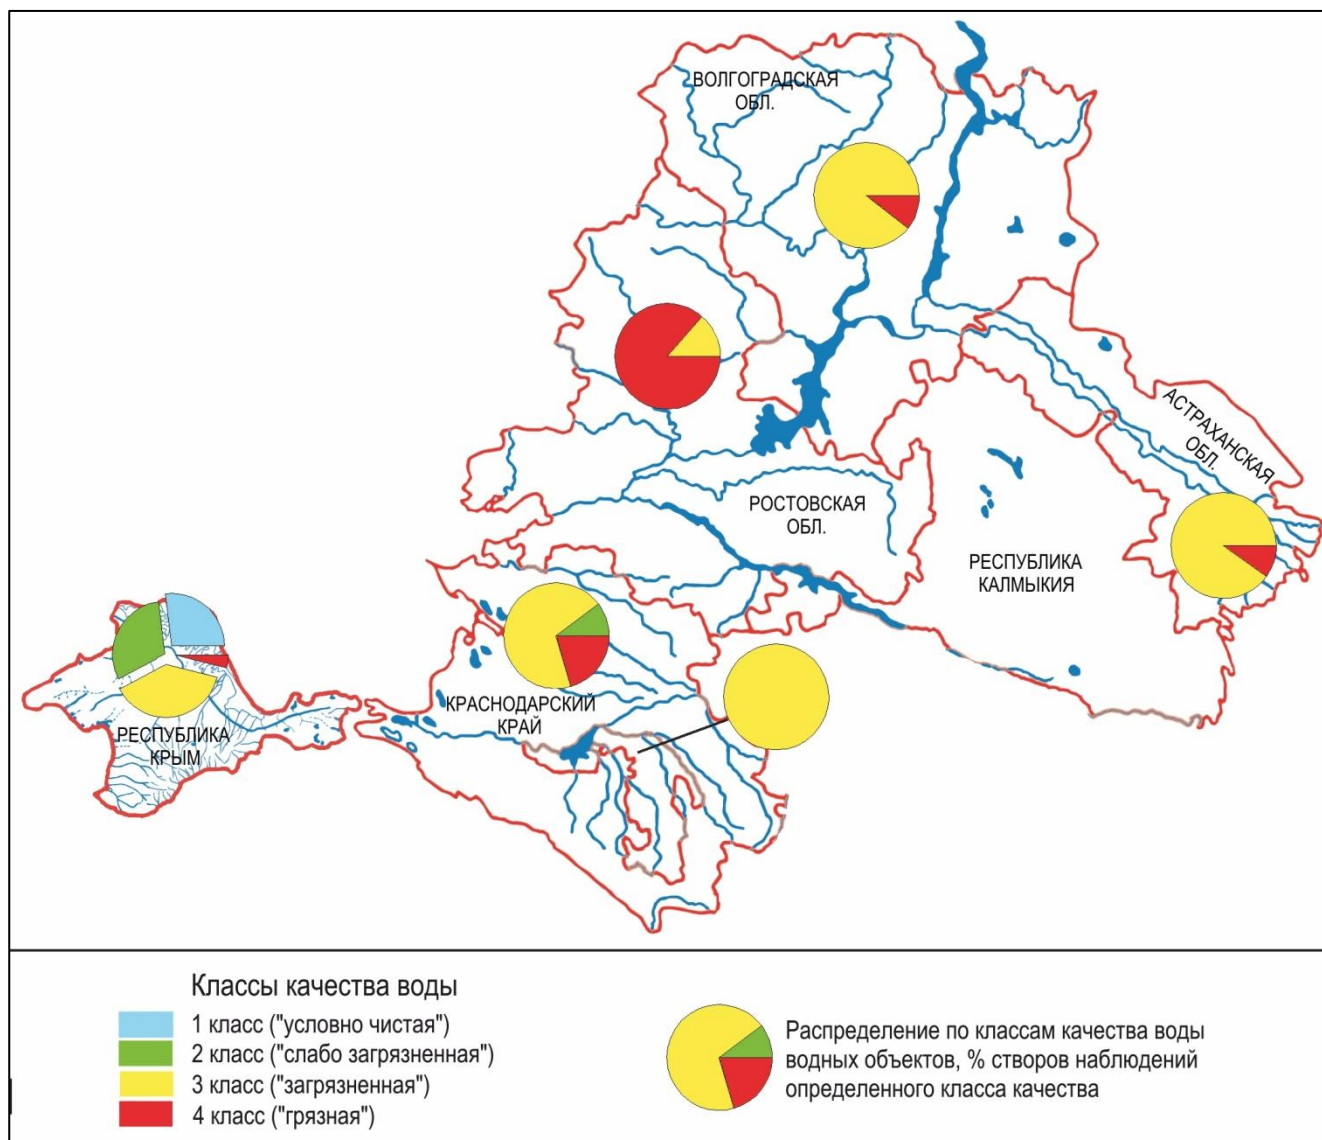 ВОЛГОГРАДСКАЯ
ОБЛ.
АСТРАХАНСКАЯ
ОБЛ.
РОСТОВСКАЯ
ОБЛ.
РЕСПУБЛИКА
КАЛМЫКИЯ
КРАСНОДАРСКИЙ
КРАЙ
РЕСПУБЛИКА
КРЫМ
Классы качества воды
1 класс ("условно чистая")
2 класс ("слабо загрязненная")
3 класс ("загрязненная")
4 класс ("грязная")
Распределение по классам качества воды
водных объектов, % створов наблюдений
определенного класса качества